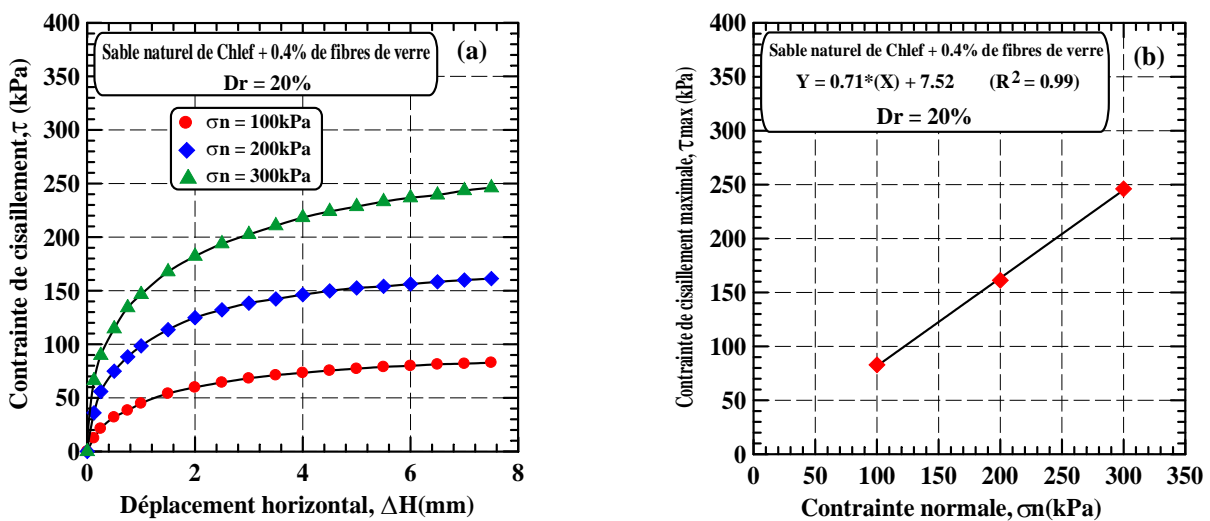 (a)
Sable naturel de Chlef + 0.4% de fibres de verre
Dr = 20%
σn = 100kPa
σn = 200kPa
σn = 300kPa
Contrainte de cisaillement,τ (kPa)
400
350
300
250
200
150
100
50
0
0 2 4 6 8
Déplacement horizontal, ΔH(mm)
(b)
Sable naturel de Chlef + 0.4% de fibres de verre
Y = 0.71*(X) + 7.52 (R² = 0.99)
Dr = 20%
Contrainte de cisaillement maximale, τmax (kPa)
400
350
300
250
200
150
100
50
0
0 50 100 150 200 250 300 350
Contrainte normale, σn(kPa)